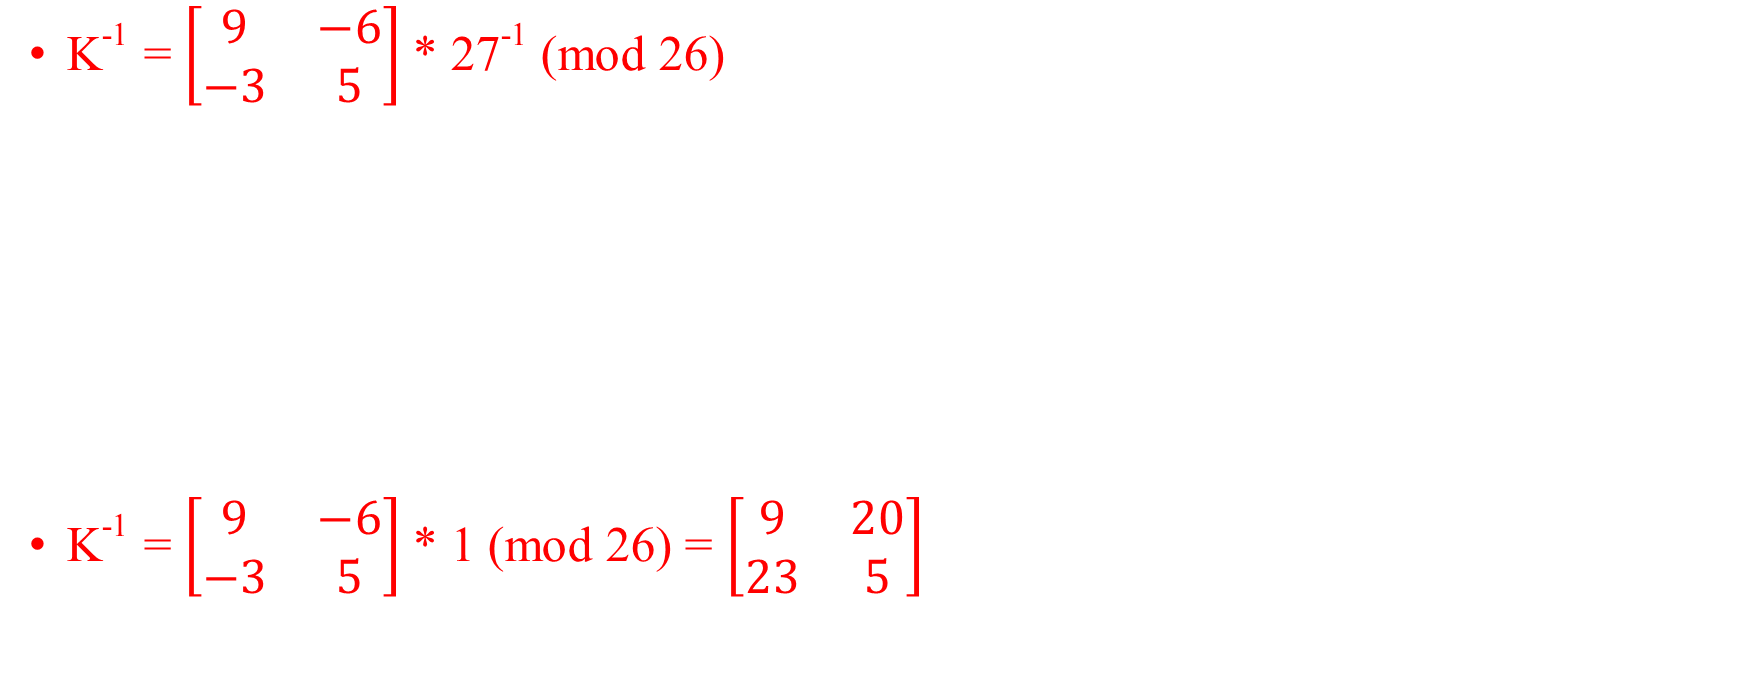 • K⁻¹ = [9 −6; −3 5] * 27⁻¹ (mod 26)
• K⁻¹ = [9 −6; −3 5] * 1 (mod 26) = [9 20; 23 5]